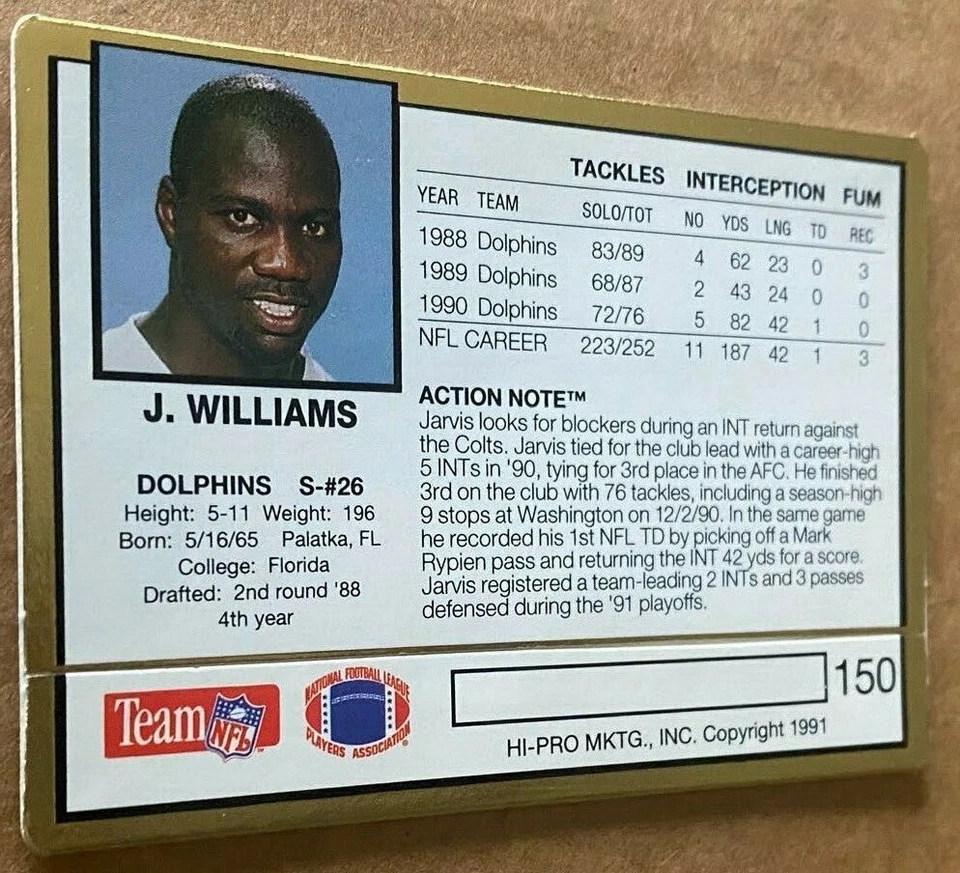 TACKLES INTERCEPTION FUM
YEAR TEAM SOLO/TOT NO YDS LNG TD REC
1988 Dolphins 83/89 4 62 23 0 3
1989 Dolphins 68/87 2 43 24 0 0
1990 Dolphins 72/76 5 82 42 1 0
NFL CAREER 223/252 11 187 42 1 3
J. WILLIAMS
DOLPHINS S-#26
Height: 5-11 Weight: 196
Born: 5/16/65 Palatka, FL
College: Florida
Drafted: 2nd round '88
4th year
ACTION NOTE™
Jarvis looks for blockers during an INT return against
the Colts. Jarvis tied for the club lead with a career-high
5 INTs in '90, tying for 3rd place in the AFC. He finished
3rd on the club with 76 tackles, including a season-high
9 stops at Washington on 12/2/90. In the same game
he recorded his 1st NFL TD by picking off a Mark
Rypien pass and returning the INT 42 yds for a score.
Jarvis registered a team-leading 2 INTs and 3 passes
defensed during the '91 playoffs.
Team NFL™
NATIONAL FOOTBALL LEAGUE
PLAYERS ASSOCIATION®
150
HI-PRO MKTG., INC. Copyright 1991